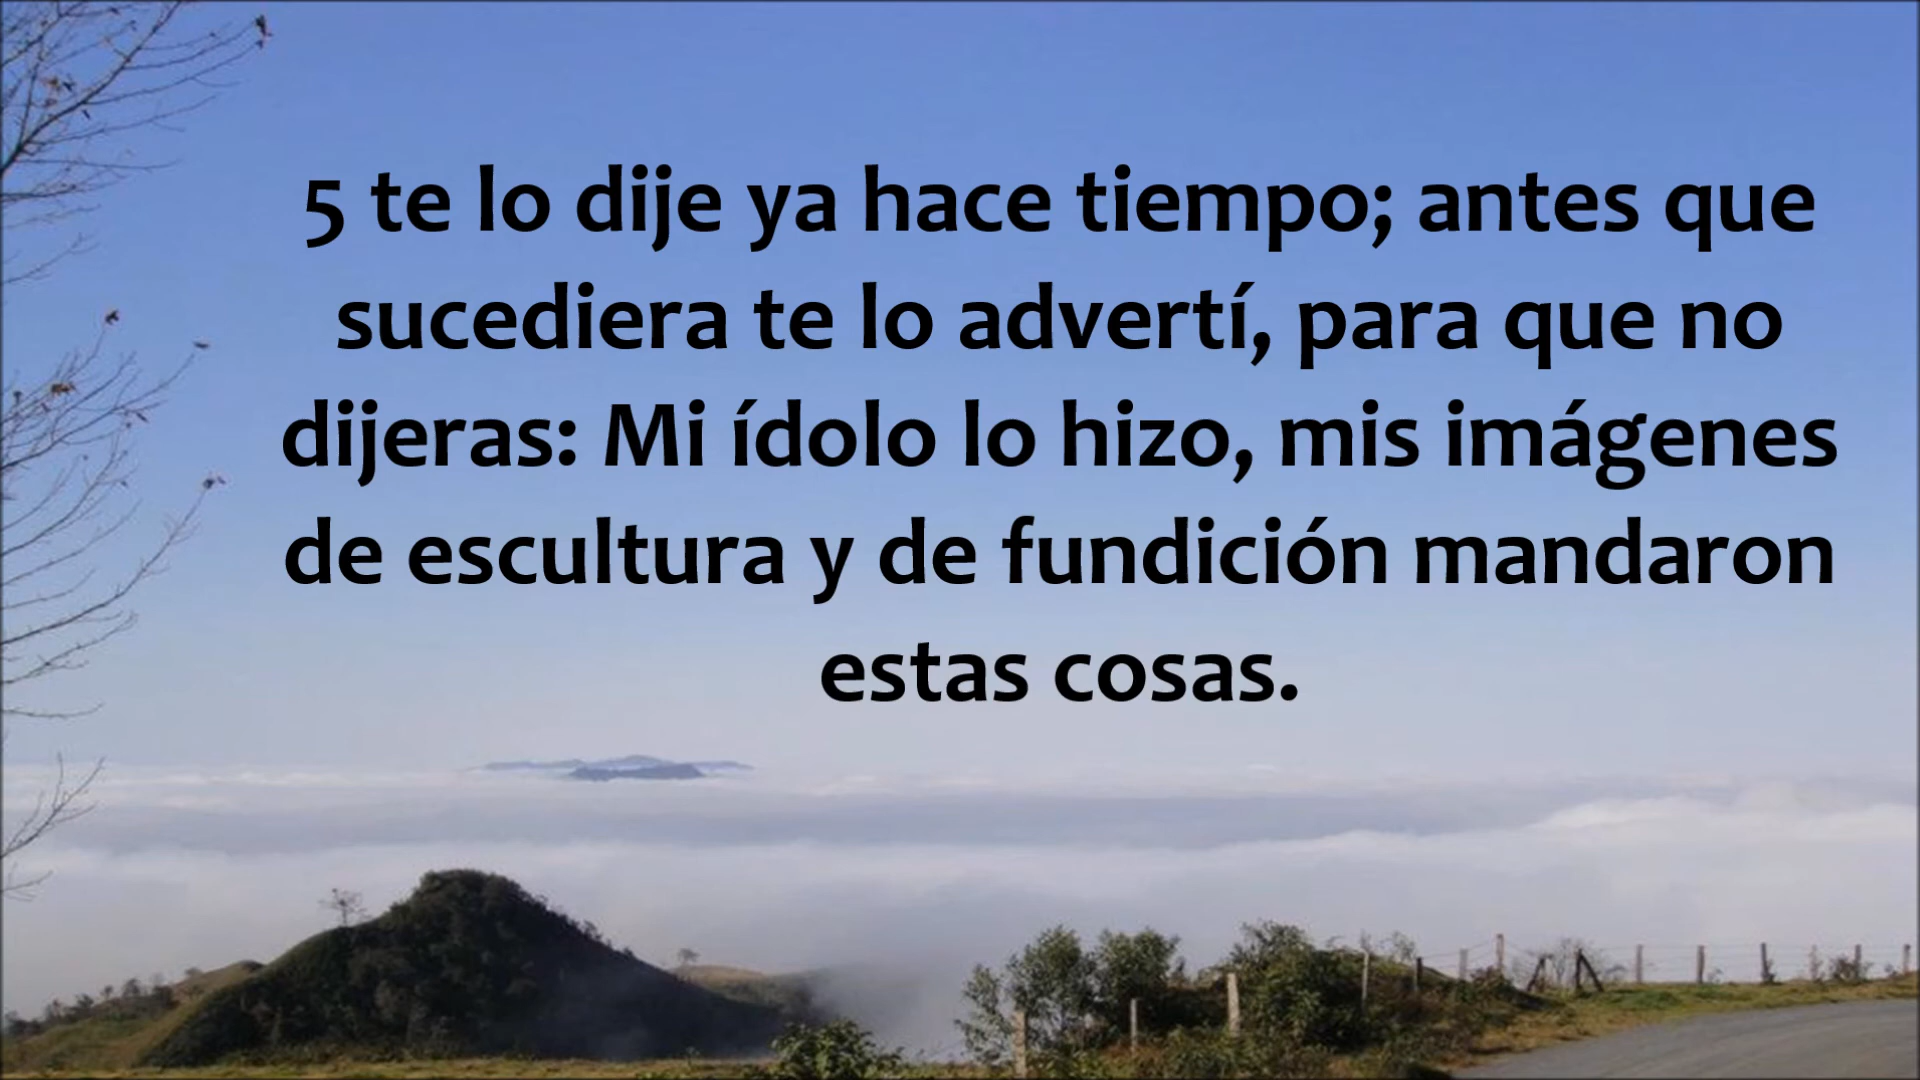 5 te lo dije ya hace tiempo; antes que
sucediera te lo advertí, para que no
dijeras: Mi ídolo lo hizo, mis imágenes
de escultura y de fundición mandaron
estas cosas.